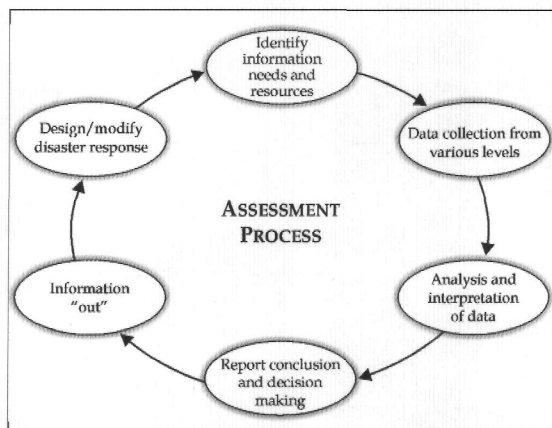 Identify
information
needs and
resources
Data collection from
various levels
Analysis and
interpretation
of data
Report conclusion
and decision
making
Information
"out"
Design/modify
disaster response
ASSESSMENT
PROCESS